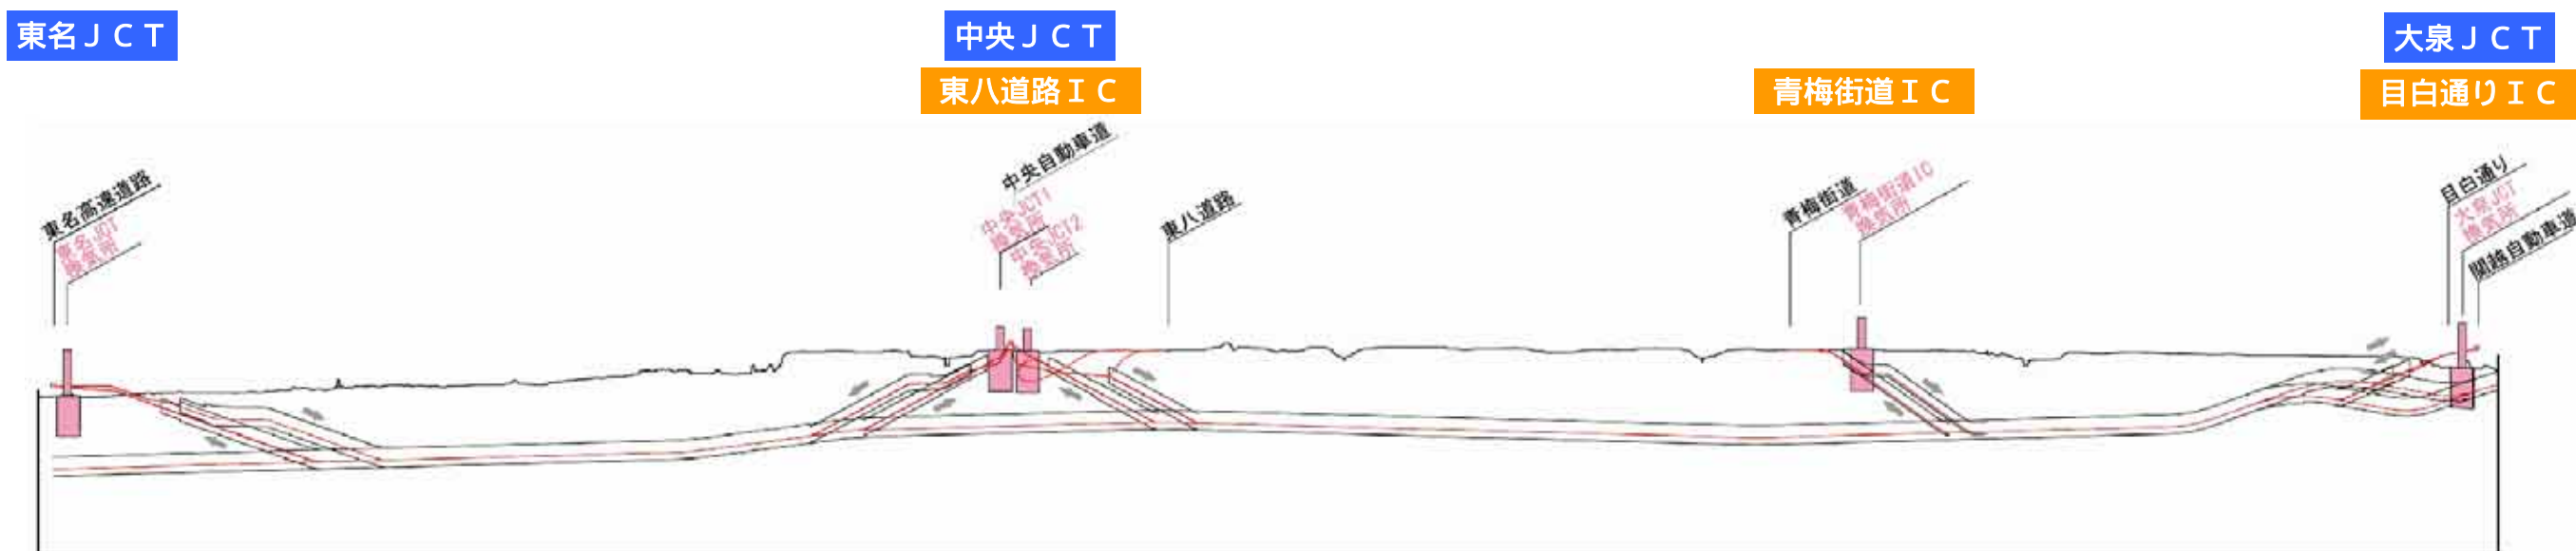 東名ＪＣＴ
中央ＪＣＴ
大泉ＪＣＴ
東八道路ＩＣ
青梅街道ＩＣ
目白通りＩＣ
東名高速道路
東名JCT
換気所
中央自動車道
中央JCT1
換気所
中央JCT2
換気所
東八道路
青梅街道
青梅街道IC
換気所
目白通り
大泉JCT
換気所
関越自動車道